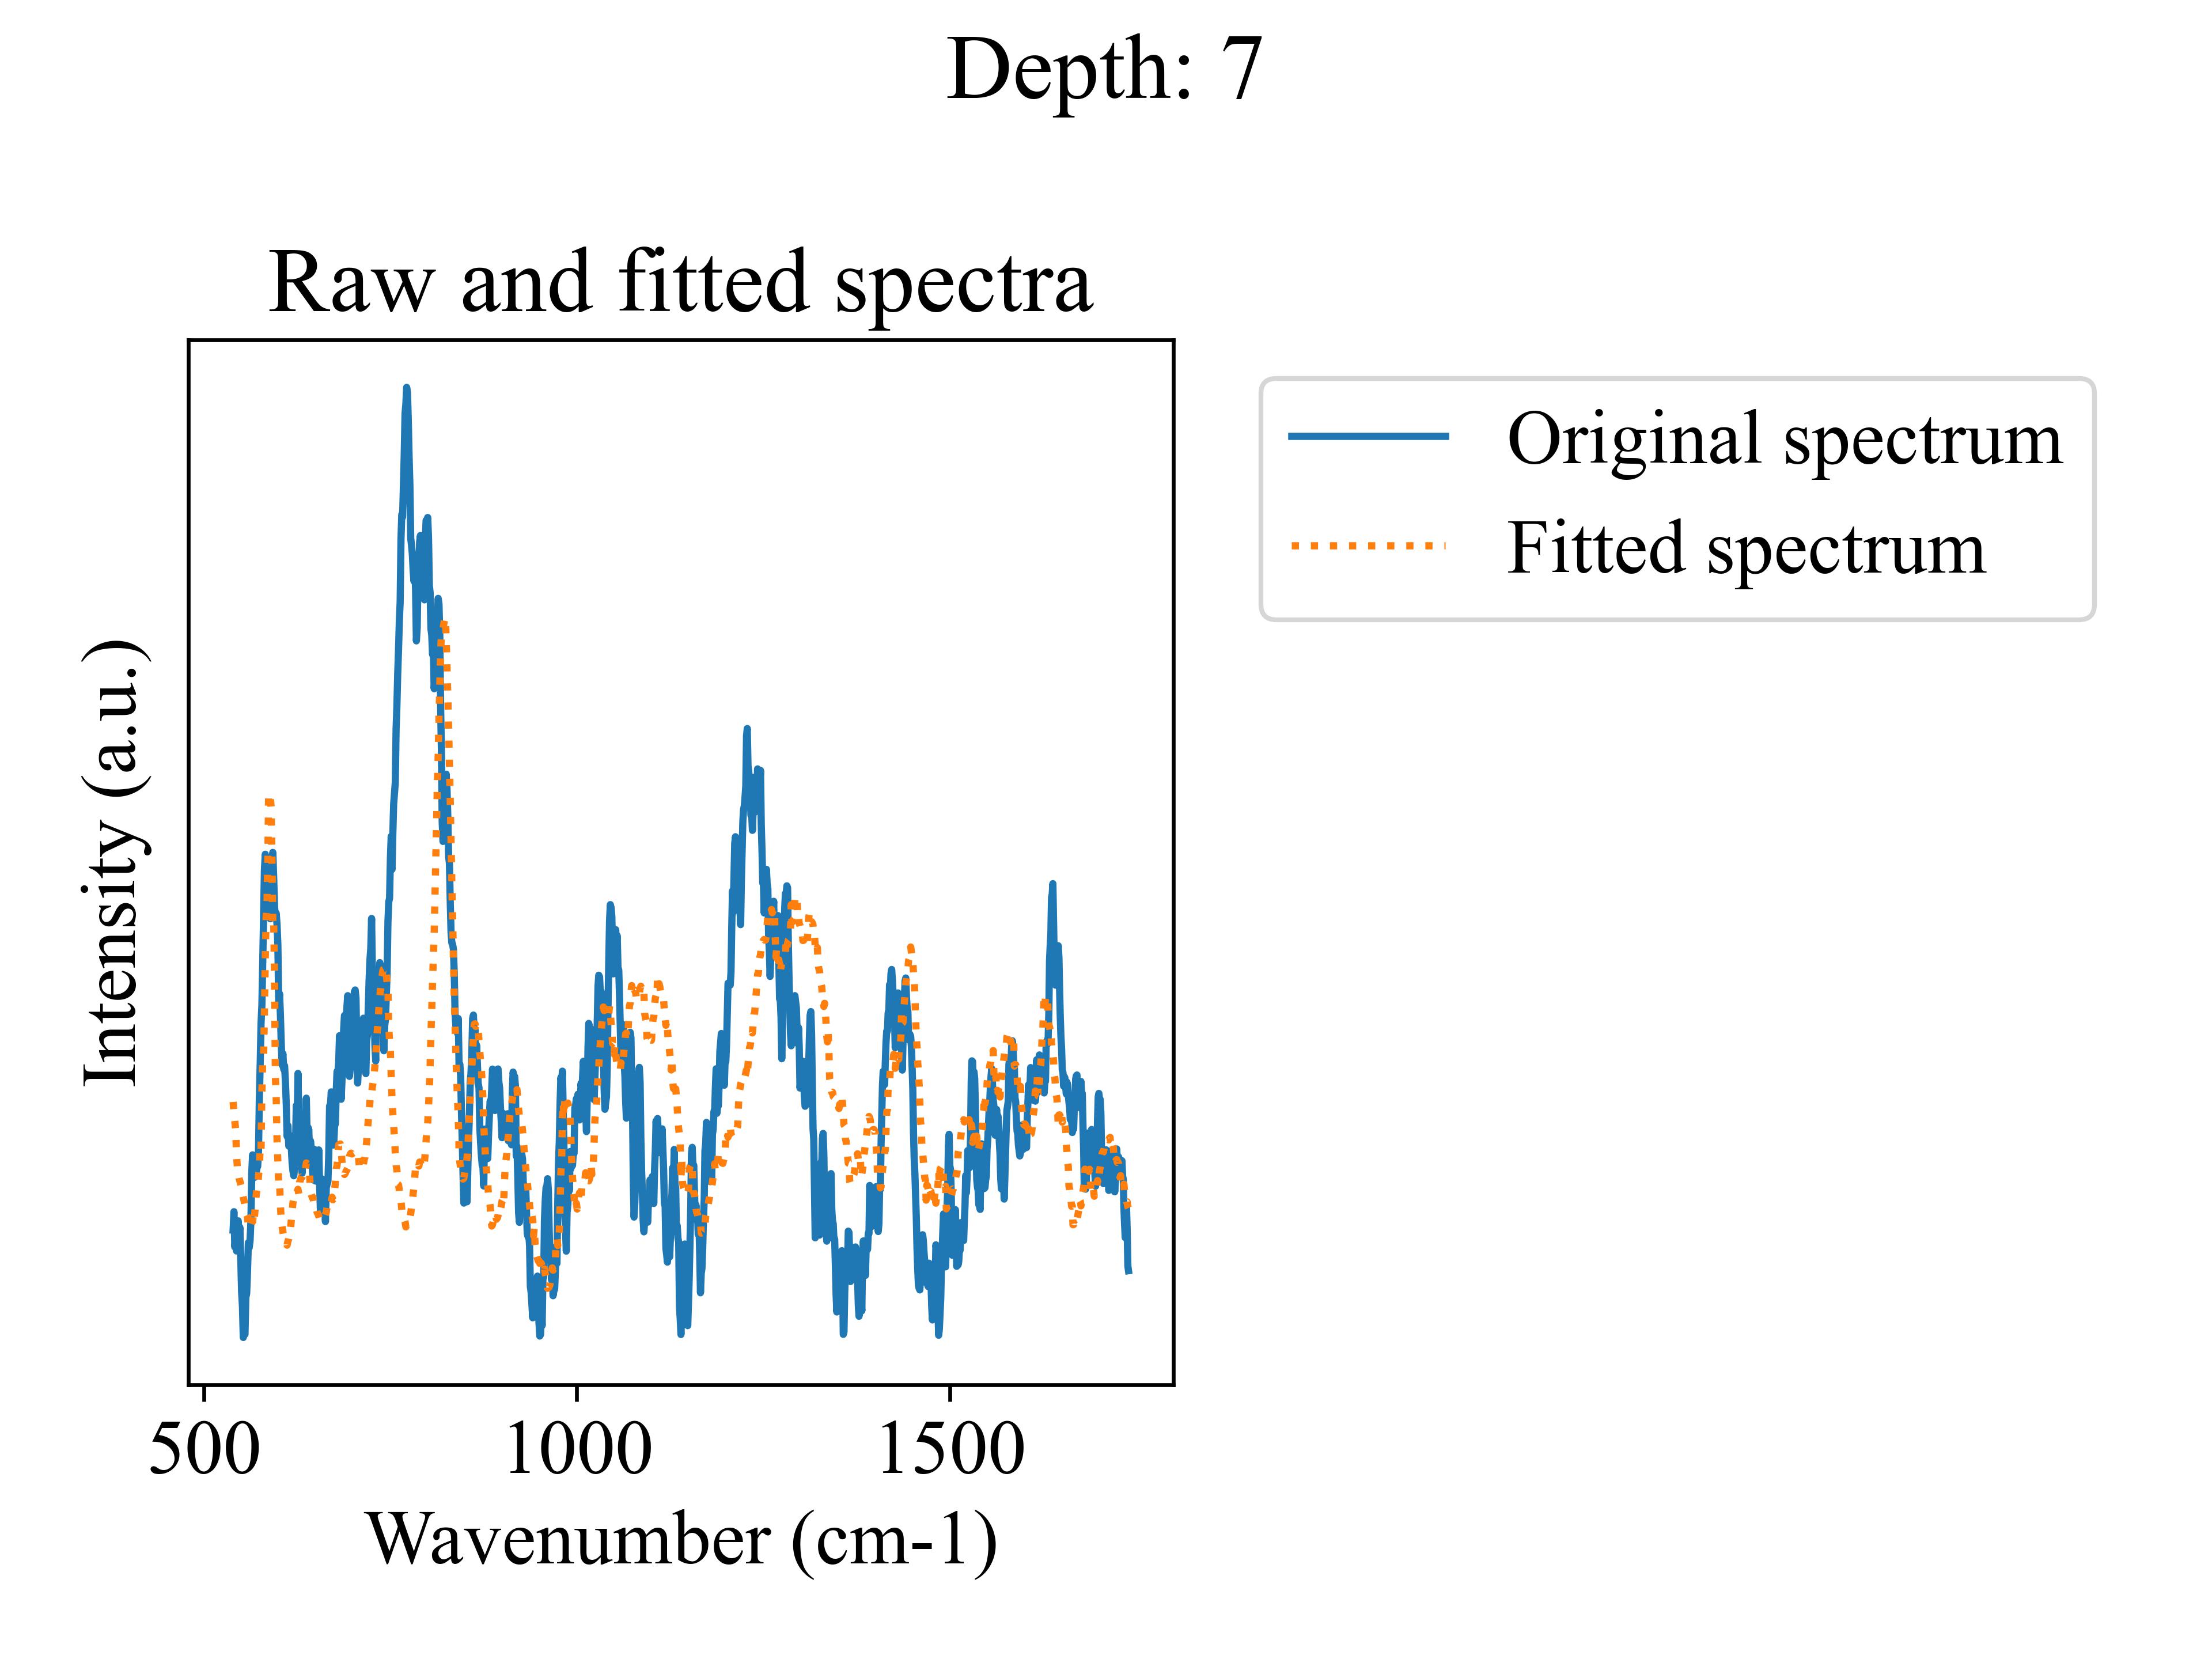 Depth: 7
Raw and fitted spectra
Original spectrum
Fitted spectrum
Intensity (a.u.)
500 1000 1500
Wavenumber (cm-1)